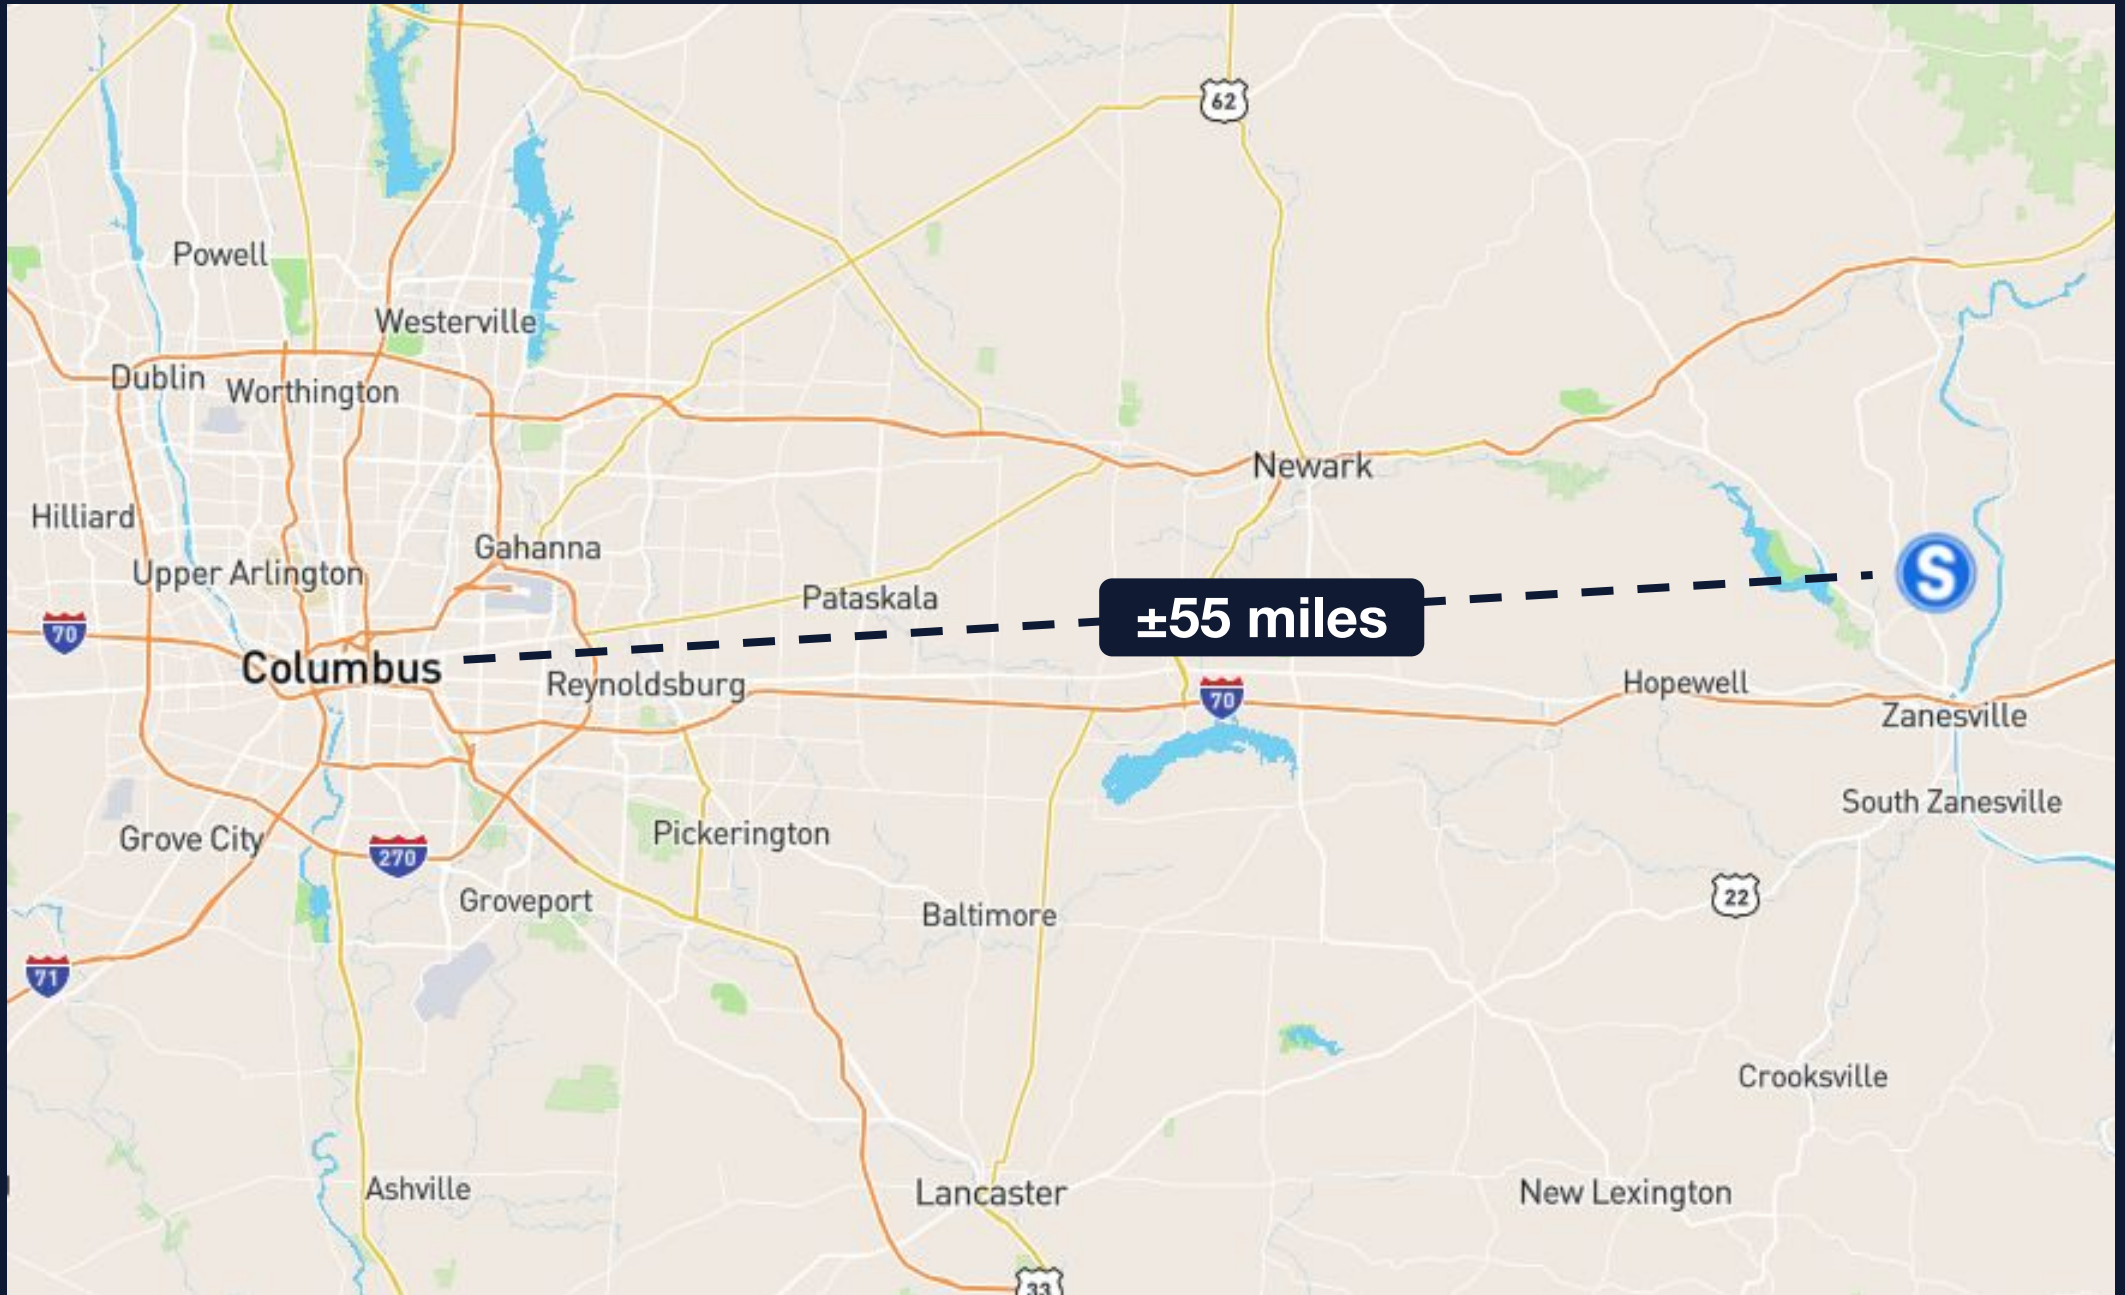 62
Powell
Westerville
Dublin
Worthington
Newark
Hilliard
Gahanna
Upper Arlington
S
Pataskala
±55 miles
70
Columbus
Reynoldsburg
70
Hopewell
Zanesville
South Zanesville
Grove City
270
Pickerington
22
Groveport
Baltimore
71
Crooksville
Ashville
Lancaster
New Lexington
33